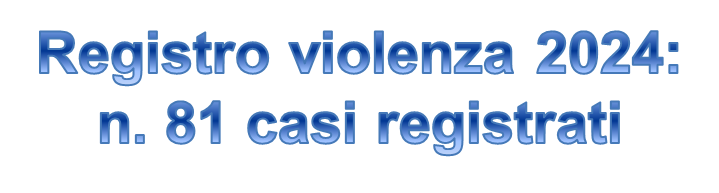 Registro violenza 2024:
n. 81 casi registrati